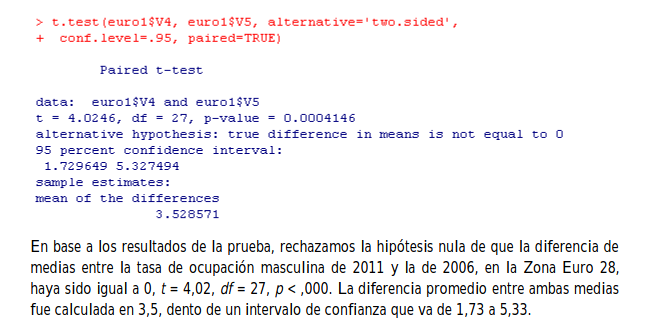 > t.test(euro1$V4, euro1$V5, alternative='two.sided',
+ conf.level=.95, paired=TRUE)
Paired t-test
data: euro1$V4 and euro1$V5
t = 4.0246, df = 27, p-value = 0.0004146
alternative hypothesis: true difference in means is not equal to 0
95 percent confidence interval:
1.729649 5.327494
sample estimates:
mean of the differences
3.528571
En base a los resultados de la prueba, rechazamos la hipótesis nula de que la diferencia de
medias entre la tasa de ocupación masculina de 2011 y la de 2006, en la Zona Euro 28,
haya sido igual a 0, t = 4,02, df = 27, p < ,000. La diferencia promedio entre ambas medias
fue calculada en 3,5, dento de un intervalo de confianza que va de 1,73 a 5,33.